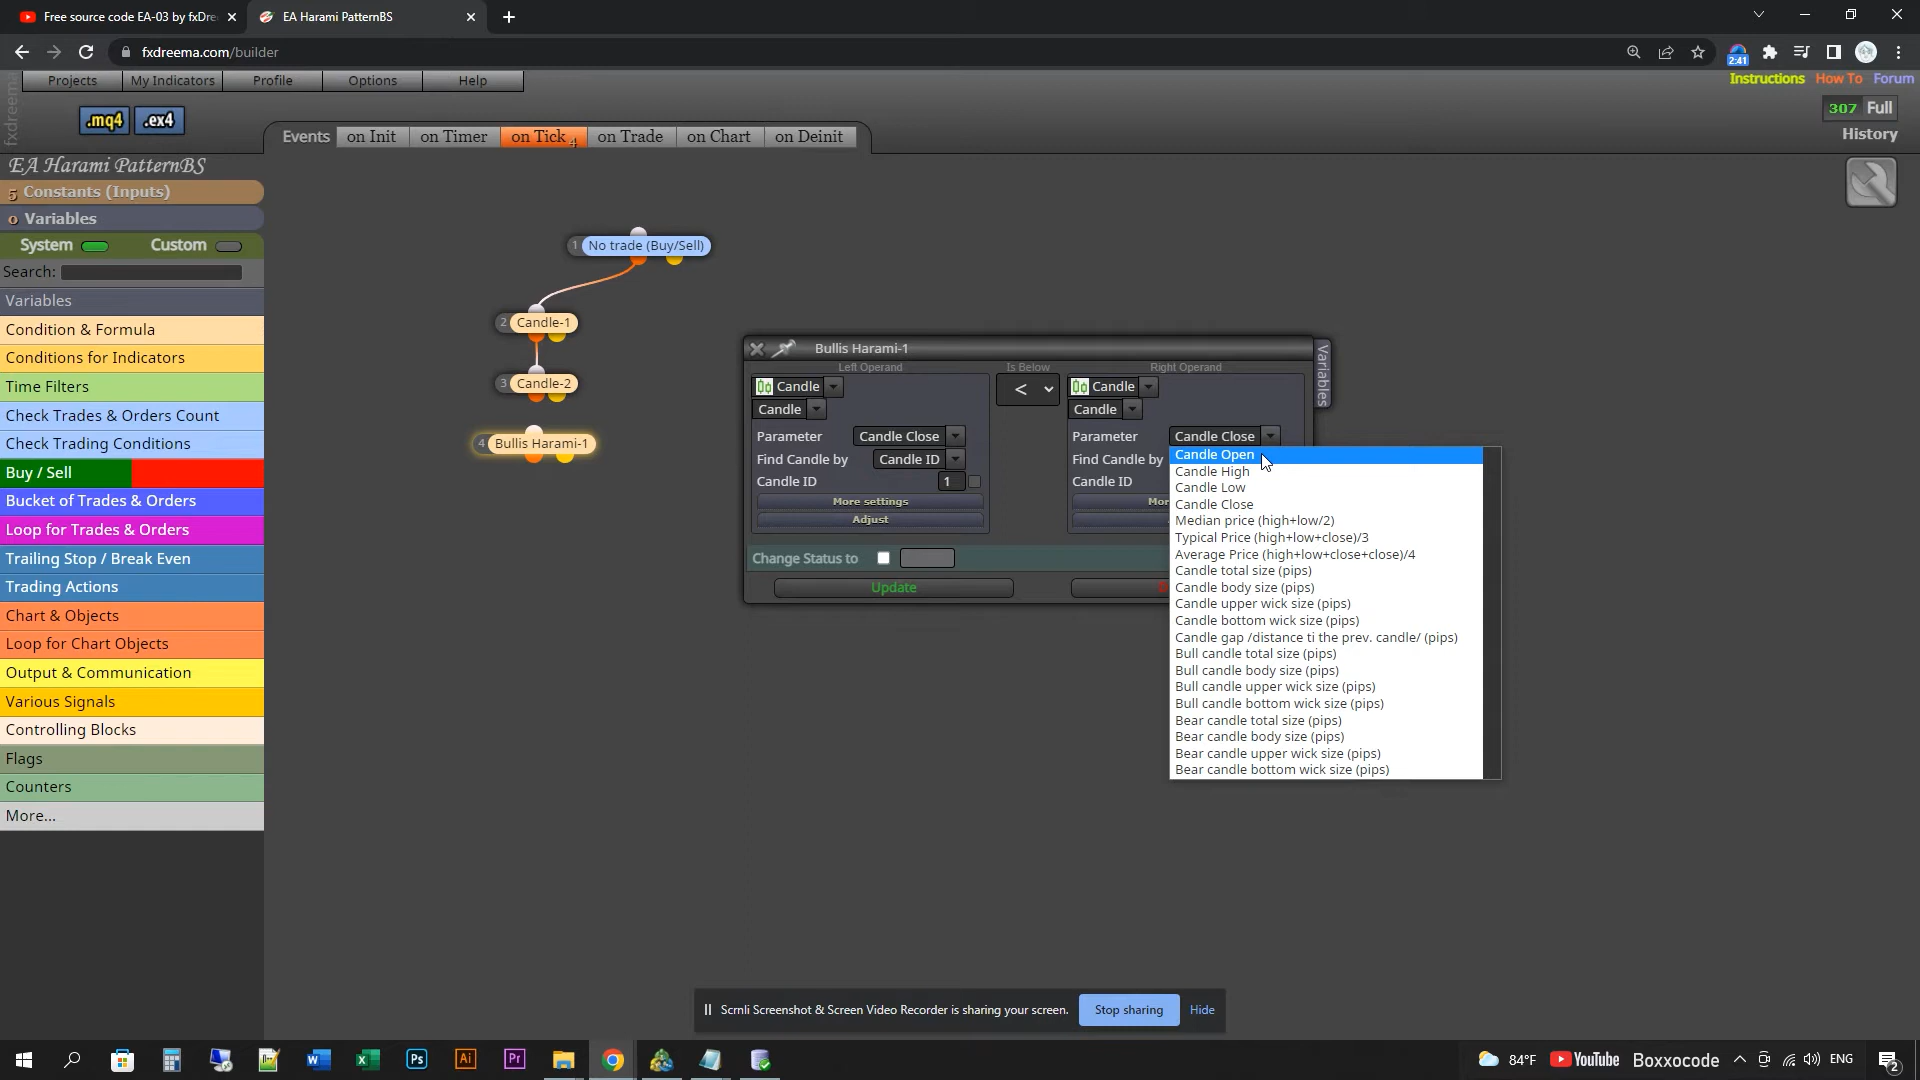 Free source code EA-03 by fxDre
EA Harami PatternBS
fxdreema.com/builder
2:41
Projects
My Indicators
Profile
Options
Help
Instructions
How To
Forum
fxdreema
.mq4
.ex4
307 Full
History
Events
on Init
on Timer
on Tick 4
on Trade
on Chart
on Deinit
EA Harami PatternBS
5 Constants (Inputs)
0 Variables
System
Custom
Search:
Variables
Condition & Formula
Conditions for Indicators
Time Filters
Check Trades & Orders Count
Check Trading Conditions
Buy / Sell
Bucket of Trades & Orders
Loop for Trades & Orders
Trailing Stop / Break Even
Trading Actions
Chart & Objects
Loop for Chart Objects
Output & Communication
Various Signals
Controlling Blocks
Flags
Counters
More...
1 No trade (Buy/Sell)
2 Candle-1
3 Candle-2
4 Bullis Harami-1
Bullis Harami-1
Left Operand
Is Below
Right Operand
Candle
<
Candle
Candle
Candle
Parameter
Candle Close
Parameter
Candle Close
Find Candle by
Candle ID
Find Candle by
Candle ID
1
Candle ID
More settings
Mor
Adjust
Change Status to
Update
Variables
Candle Open
Candle High
Candle Low
Candle Close
Median price (high+low/2)
Typical Price (high+low+close)/3
Average Price (high+low+close+close)/4
Candle total size (pips)
Candle body size (pips)
Candle upper wick size (pips)
Candle bottom wick size (pips)
Candle gap /distance ti the prev. candle/ (pips)
Bull candle total size (pips)
Bull candle body size (pips)
Bull candle upper wick size (pips)
Bull candle bottom wick size (pips)
Bear candle total size (pips)
Bear candle body size (pips)
Bear candle upper wick size (pips)
Bear candle bottom wick size (pips)
Scrnli Screenshot & Screen Video Recorder is sharing your screen.
Stop sharing
Hide
Ps
Ai
Pr
84°F
YouTube
Boxxocode
ENG
2